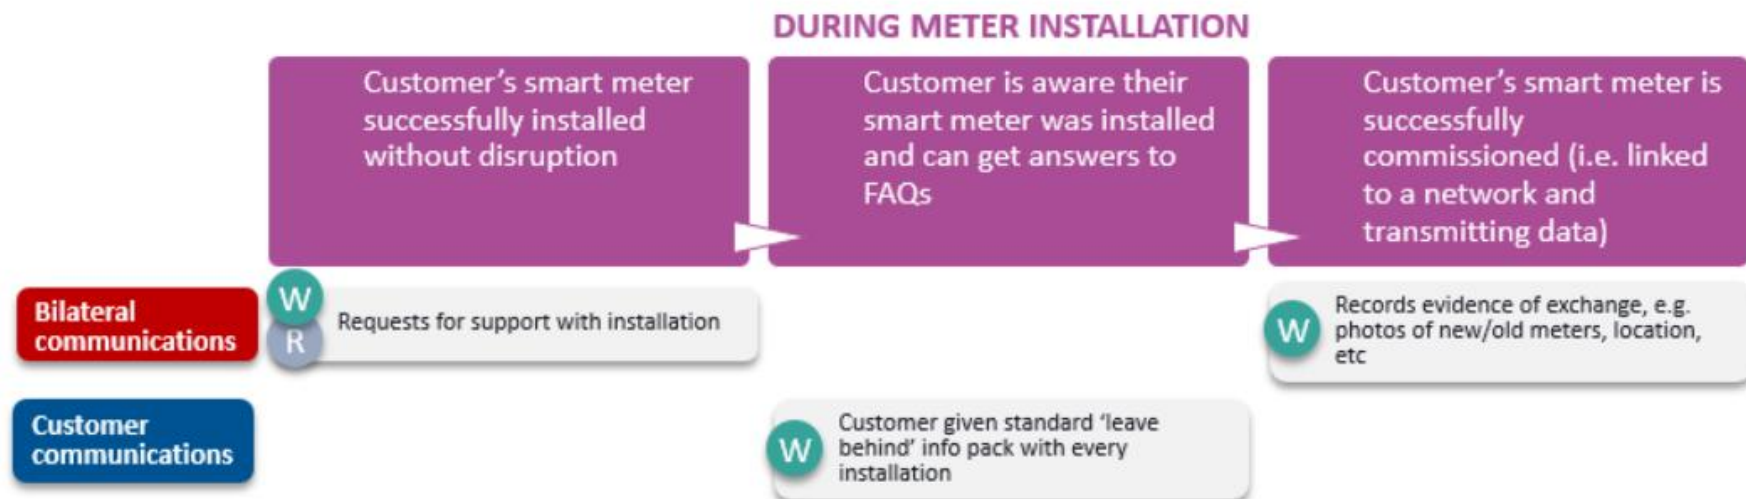 DURING METER INSTALLATION
Customer’s smart meter
successfully installed
without disruption
Customer is aware their
smart meter was installed
and can get answers to
FAQs
Customer’s smart meter is
successfully
commissioned (i.e. linked
to a network and
transmitting data)
Bilateral
communications
W
R
Requests for support with installation
W
Records evidence of exchange, e.g.
photos of new/old meters, location,
etc
Customer
communications
W
Customer given standard ‘leave
behind’ info pack with every
installation